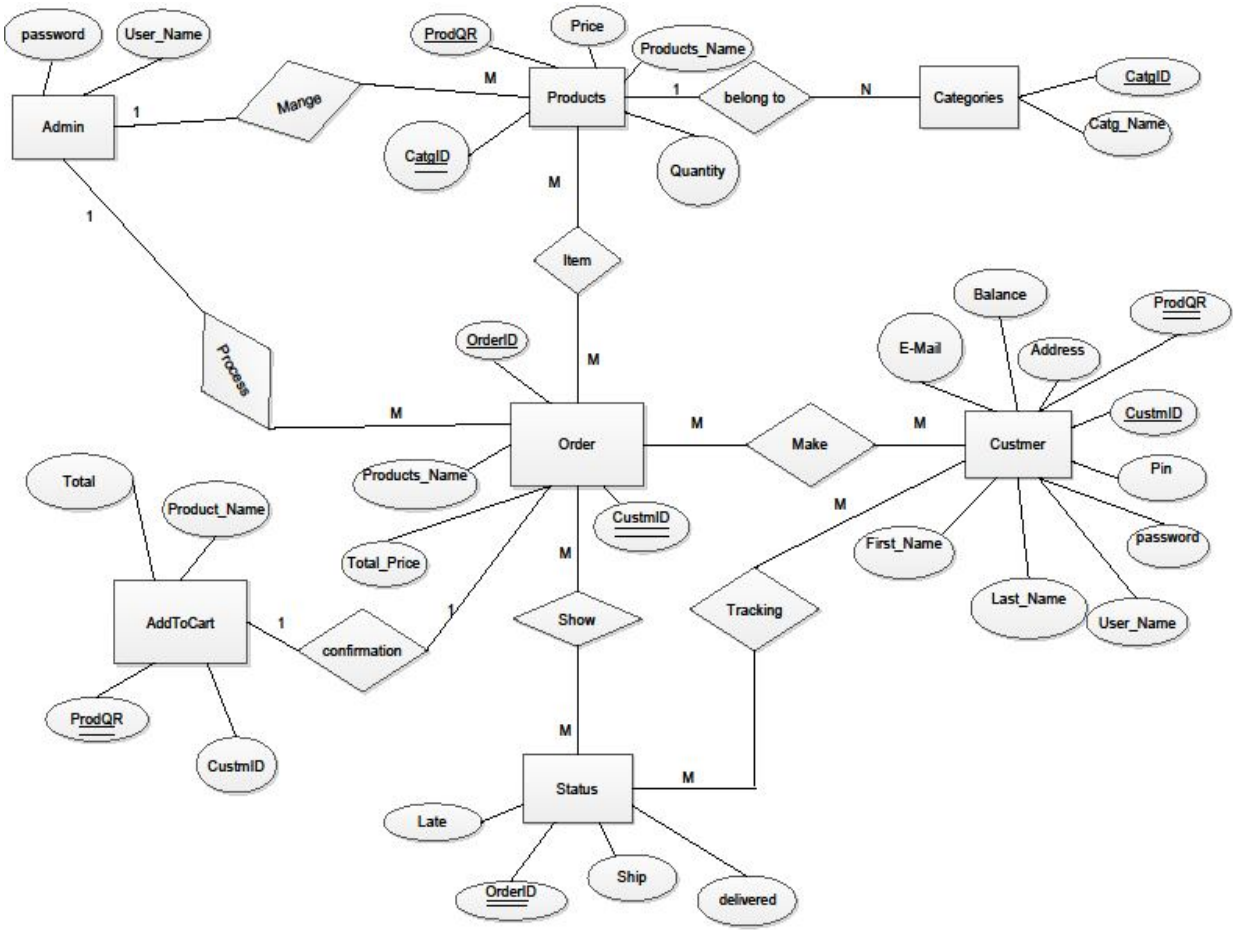 password
User_Name
ProdQR
Price
Products_Name
Admin
1
Mange
M
Products
1
belong to
N
Categories
CatgID
Catg_Name
CatgID
Quantity
M
1
Item
Process
M
OrderID
M
Order
M
Make
M
Custmer
Balance
ProdQR
E-Mail
Address
CustmID
Pin
password
User_Name
Last_Name
First_Name
Products_Name
CustmID
Total_Price
Total
Product_Name
AddToCart
1
confirmation
1
ProdQR
CustmID
M
Show
M
M
Tracking
M
Status
Late
OrderID
Ship
delivered